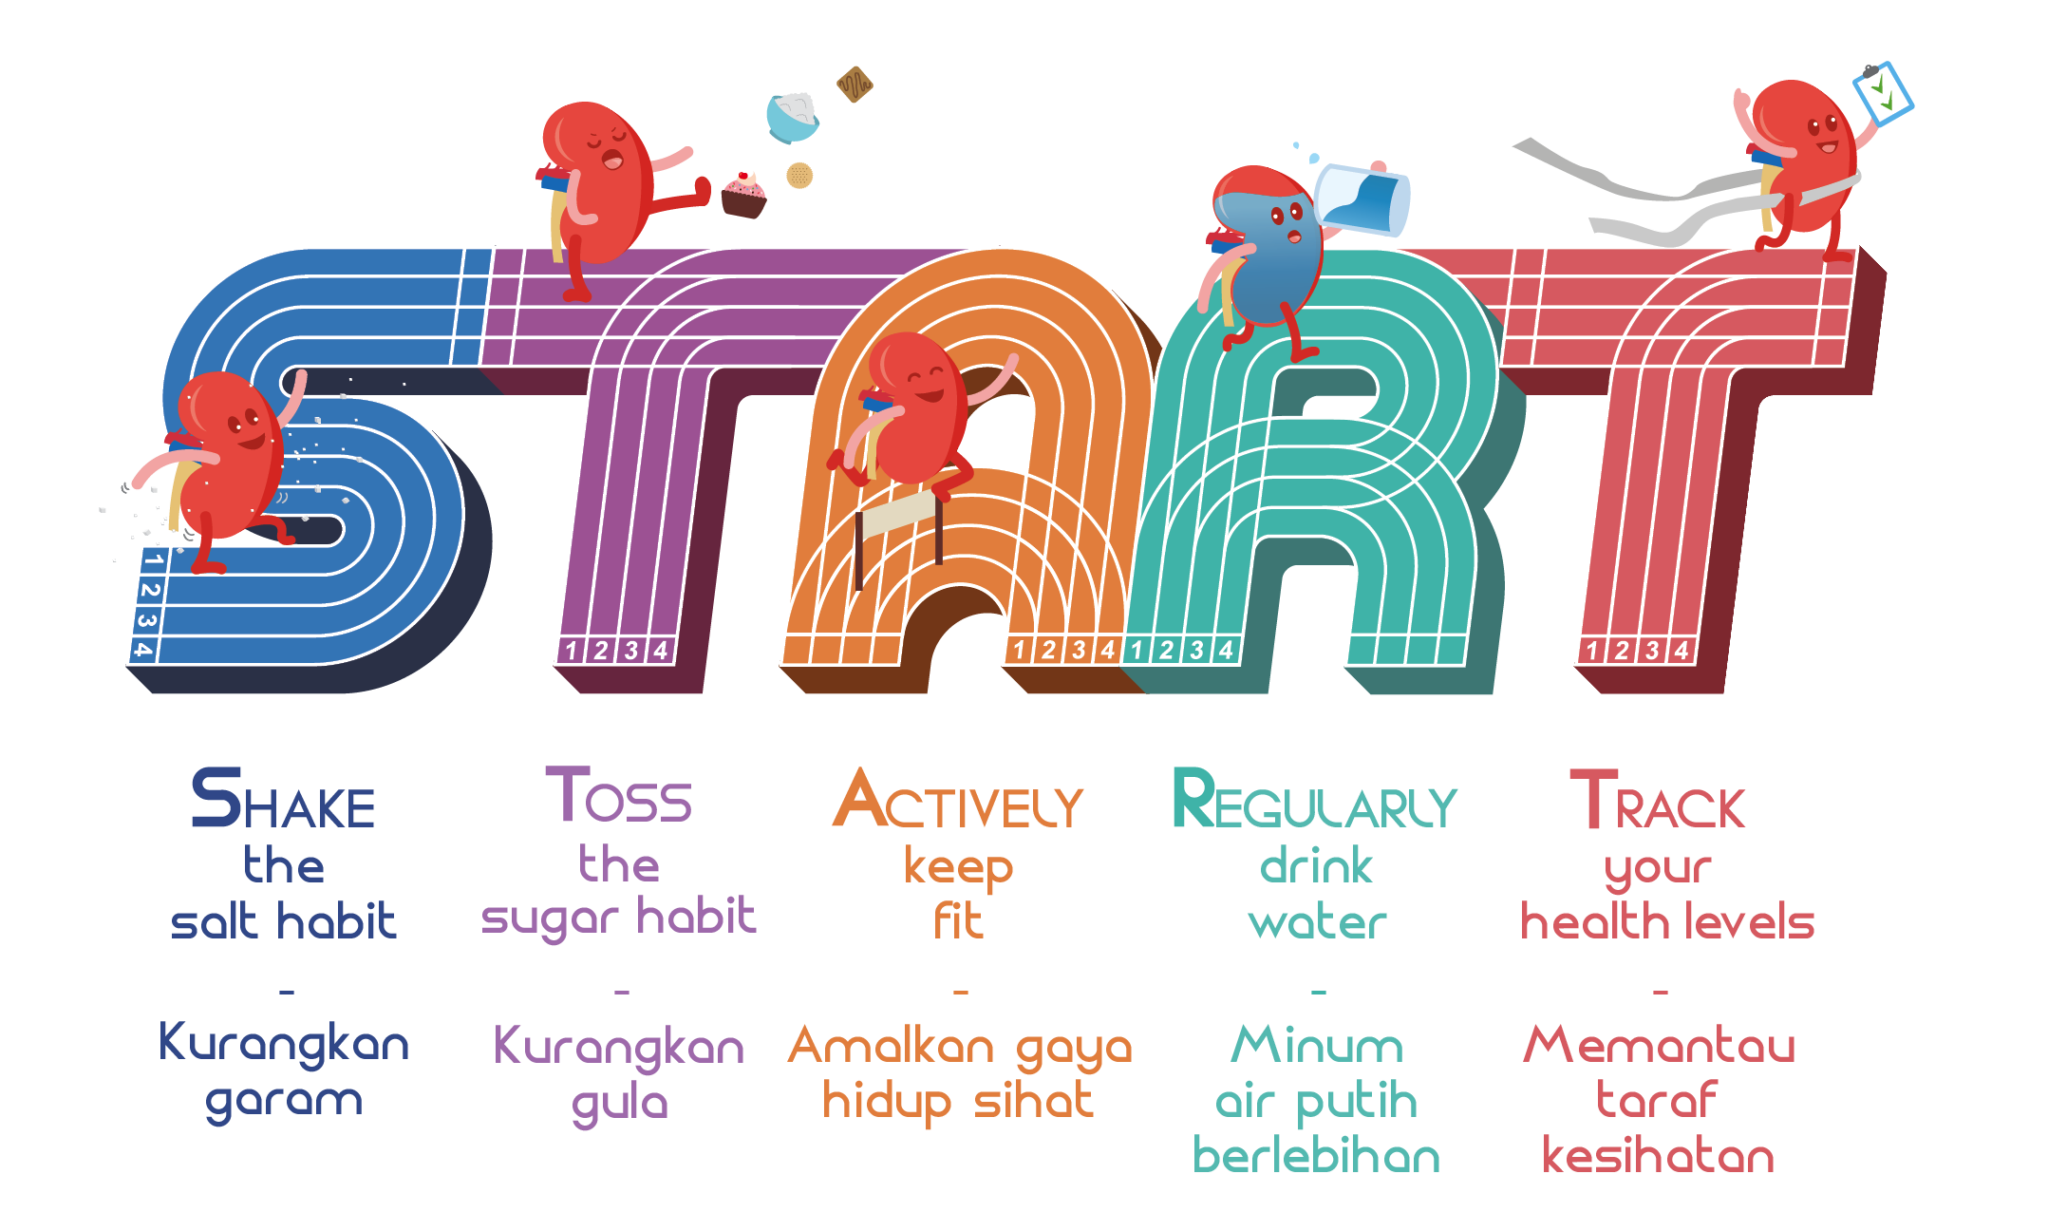 START
1
2
3
4
1 2 3 4
1 2 3 4
1 2 3 4
1 2 3 4
SHAKE
the
salt habit
-
Kurangkan
garam
TOSS
the
sugar habit
-
Kurangkan
gula
ACTIVELY
keep
fit
-
Amalkan gaya
hidup sihat
REGULARLY
drink
water
-
Minum
air putih
berlebihan
TRACK
your
health levels
-
Memantau
taraf
kesihatan